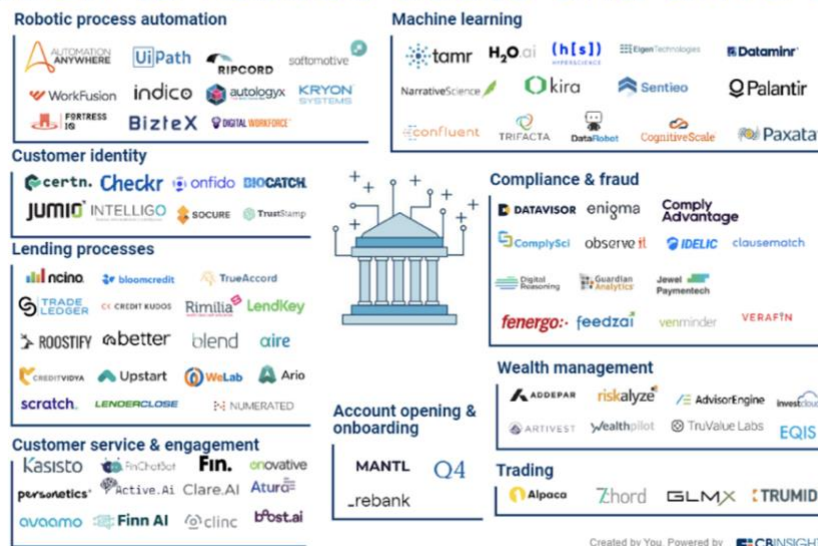 Robotic process automation
AUTOMATION
ANYWHERE
UiPath
RIPCORD
softomotive
WorkFusion
indico
autologyx
KRYON
SYSTEMS
FORTRESS
IQ
BizteX
DIGITAL WORKFORCE
Machine learning
tamr
H2O.ai
(h[s])
HYPERSCIENCE
Eigen Technologies
Dataminr
NarrativeScience
kira
Sentieo
Palantir
confluent
TRIFACTA
DataRobot
CognitiveScale
Paxata
Customer identity
certn.
Checkr
onfido
BIOCATCH
JUMIO
INTELLIGO
SOCURE
TrustStamp
Compliance & fraud
DATAVISOR
enigma
Comply
Advantage
ComplySci
observe it
IDELIC
clausematch
Digital
Reasoning
Guardian
Analytics
Jewel
Paymentech
fenergo
feedzai
venminder
VERAFIN
Lending processes
ncino
bloomcredit
TrueAccord
TRADE
LEDGER
CREDIT KUDOS
Rimilia
LendKey
ROOSTIFY
better
blend
aire
CREDITVIDYA
Upstart
WeLab
Ario
scratch
LENDERCLOSE
NUMERATED
Wealth management
ADDEPAR
riskalyze
AdvisorEngine
investcloud
ARTIVEST
Wealthpilot
TruValue Labs
EQIS
Account opening &
onboarding
MANTL
Q4
_rebank
Customer service & engagement
Kasisto
FinChatBot
Fin.
onovative
personetics
Active.Ai
Clare.AI
Atura
avaamo
Finn AI
clinc
boost.ai
Trading
Alpaca
7chord
GLMX
TRUMID
Created by You. Powered by
CBINSIGHTS